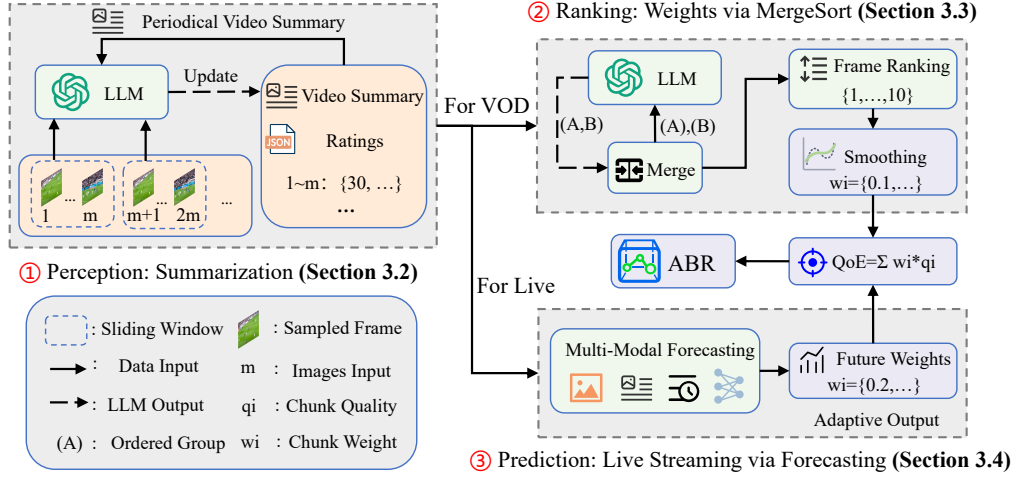 Periodical Video Summary
LLM
Update
Video Summary
JSON
Ratings
1~m: {30, …}
...
1 ... m
m+1 ... 2m
...
① Perception: Summarization (Section 3.2)
: Sliding Window
: Sampled Frame
: Data Input
m : Images Input
: LLM Output
qi : Chunk Quality
(A) : Ordered Group
wi : Chunk Weight
For VOD
For Live
② Ranking: Weights via MergeSort (Section 3.3)
LLM
(A,B)
(A),(B)
Merge
Frame Ranking
{1,…,10}
Smoothing
wi={0.1,…}
ABR
QoE=Σ wi*qi
Multi-Modal Forecasting
Future Weights
wi={0.2,…}
Adaptive Output
③ Prediction: Live Streaming via Forecasting (Section 3.4)